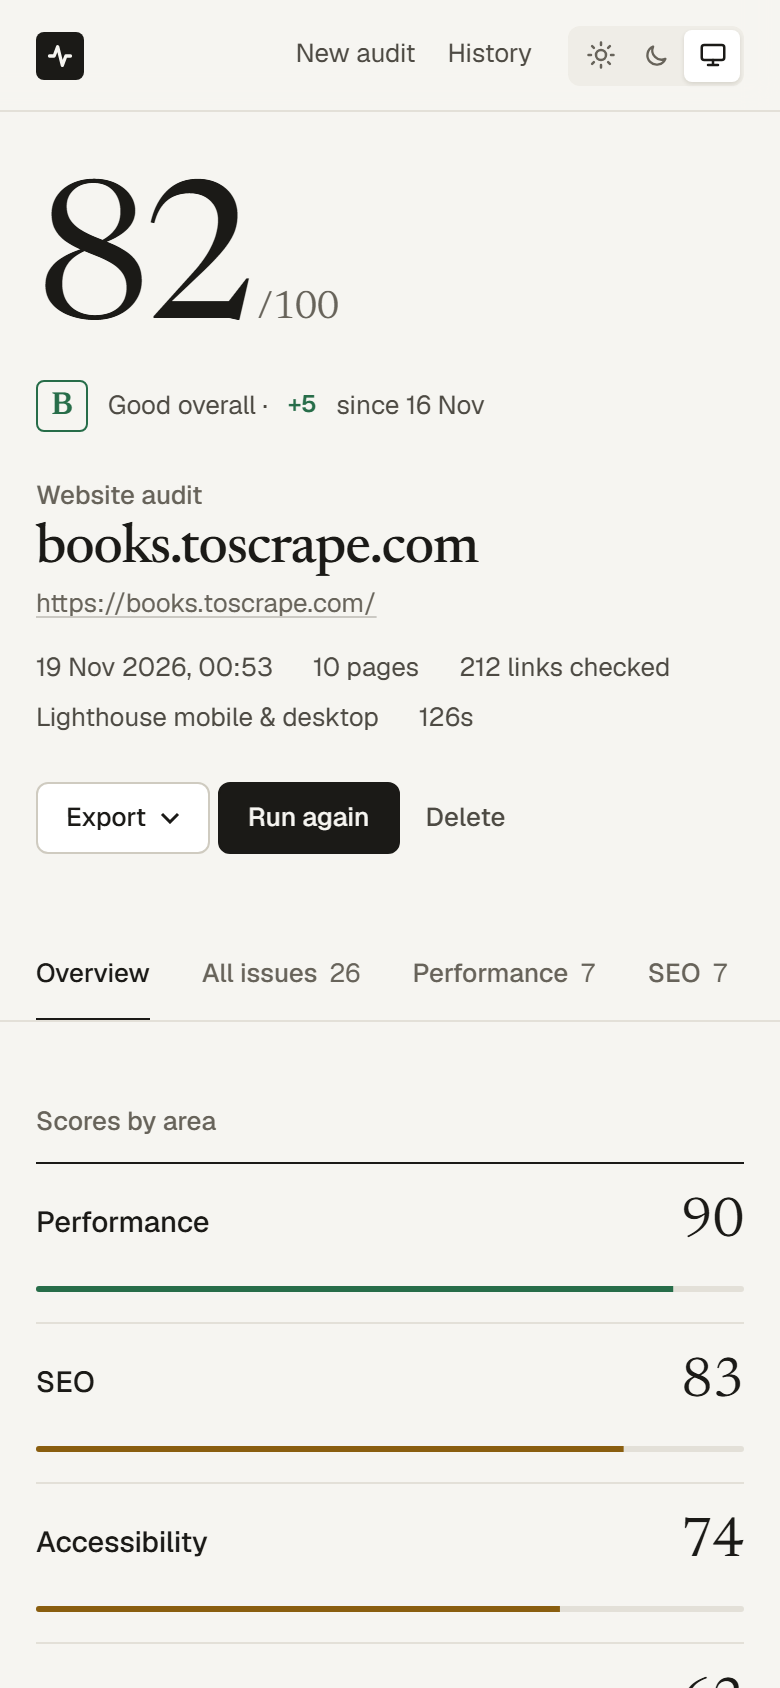 New audit History
82/100
B Good overall · +5 since 16 Nov
Website audit
books.toscrape.com
https://books.toscrape.com/
19 Nov 2026, 00:53 10 pages 212 links checked
Lighthouse mobile & desktop 126s
Export Run again Delete
Overview All issues 26 Performance 7 SEO 7
Scores by area
Performance 90
SEO 83
Accessibility 74